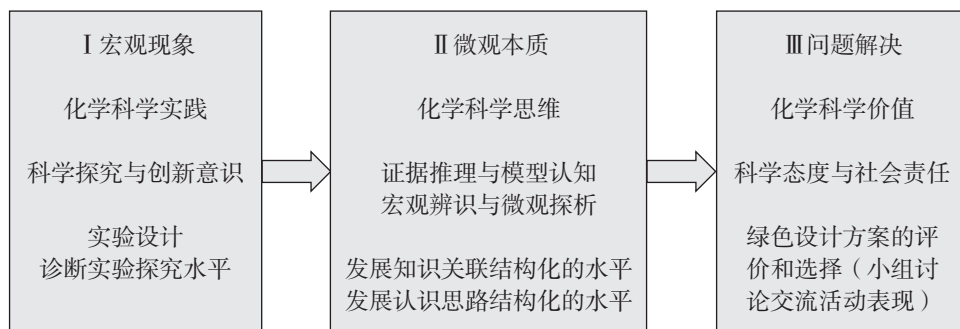 Ⅰ 宏观现象
化学科学实践
科学探究与创新意识
实验设计
诊断实验探究水平
Ⅱ 微观本质
化学科学思维
证据推理与模型认知
宏观辨识与微观探析
发展知识关联结构化的水平
发展认识思路结构化的水平
Ⅲ 问题解决
化学科学价值
科学态度与社会责任
绿色设计方案的评
价和选择（小组讨
论交流活动表现）